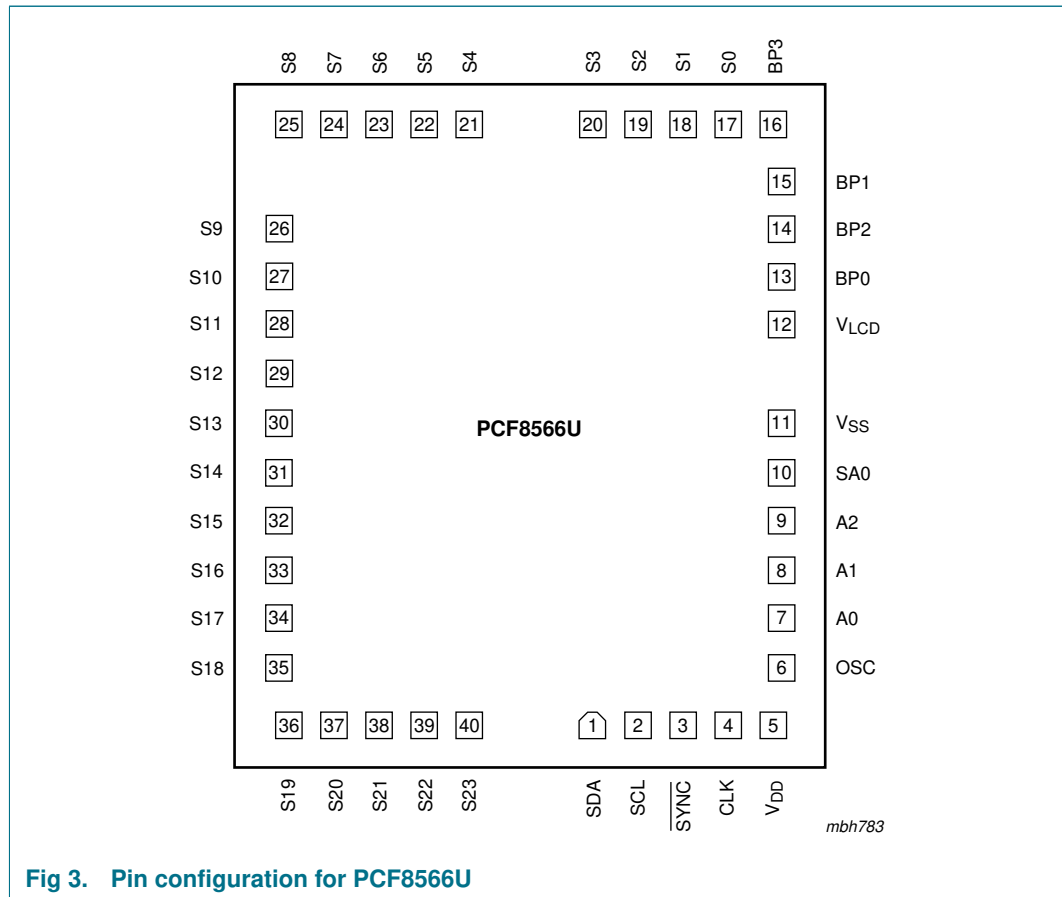 S8 S7 S6 S5 S4 S3 S2 S1 S0 BP3
25 24 23 22 21 20 19 18 17 16
15 BP1
S9 26 14 BP2
S10 27 13 BP0
S11 28 12 VLCD
S12 29
S13 30 PCF8566U 11 VSS
S14 31 10 SA0
S15 32 9 A2
S16 33 8 A1
S17 34 7 A0
S18 35 6 OSC
36 37 38 39 40 1 2 3 4 5
S19 S20 S21 S22 S23 SDA SCL SYNC CLK VDD
mbh783
Fig 3. Pin configuration for PCF8566U